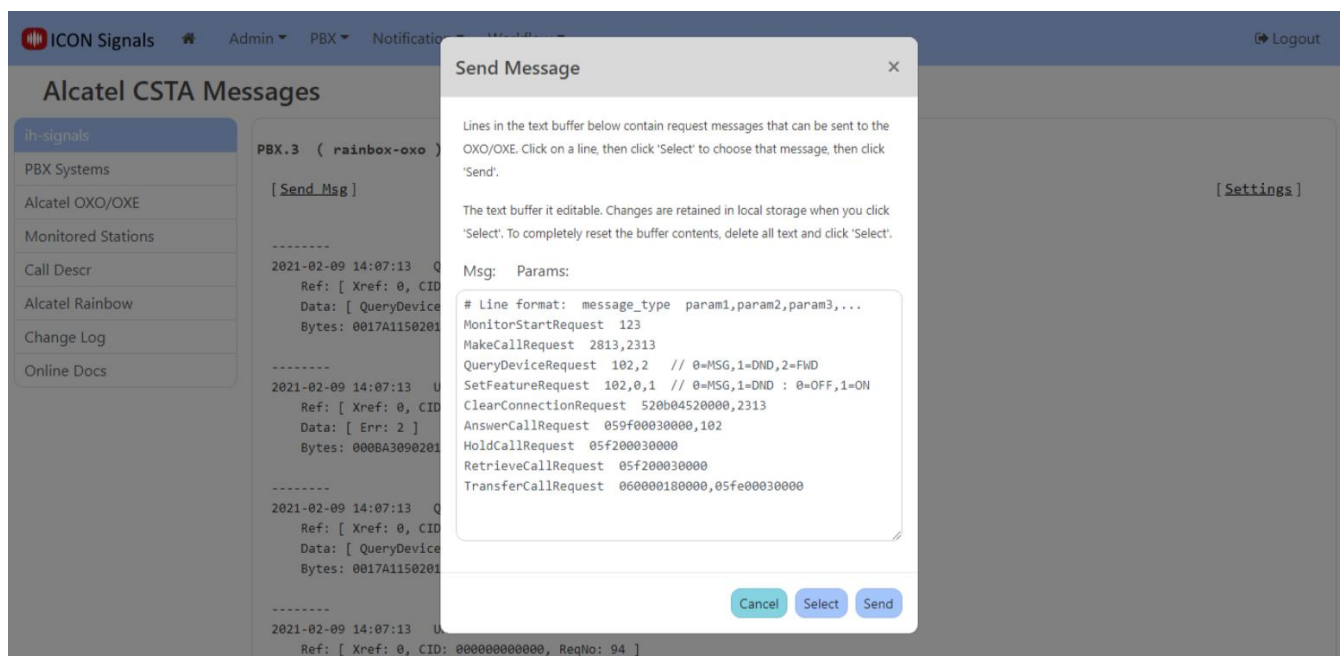 ICON Signals Admin PBX Notification Logout
Alcatel CSTA Messages
ih-signals
PBX Systems
Alcatel OXO/OXE
Monitored Stations
Call Descr
Alcatel Rainbow
Change Log
Online Docs
PBX.3 ( rainbox-oxo )
[Send Msg]
[Settings]
--------
2021-02-09 14:07:13 Q
Ref: [ Xref: 0, CID
Data: [ QueryDevice
Bytes: 0017A1150201
--------
2021-02-09 14:07:13 U
Ref: [ Xref: 0, CID
Data: [ Err: 2 ]
Bytes: 000BA3090201
--------
2021-02-09 14:07:13 Q
Ref: [ Xref: 0, CID
Data: [ QueryDevice
Bytes: 0017A1150201
--------
2021-02-09 14:07:13 U
Ref: [ Xref: 0, CID: 000000000000, ReqNo: 94 ]
Send Message ×
Lines in the text buffer below contain request messages that can be sent to the
OXO/OXE. Click on a line, then click 'Select' to choose that message, then click
'Send'.
The text buffer it editable. Changes are retained in local storage when you click
'Select'. To completely reset the buffer contents, delete all text and click 'Select'.
Msg: Params:
# Line format: message_type param1,param2,param3,...
MonitorStartRequest 123
MakeCallRequest 2813,2313
QueryDeviceRequest 102,2 // 0=MSG,1=DND,2=FWD
SetFeatureRequest 102,0,1 // 0=MSG,1=DND : 0=OFF,1=ON
ClearConnectionRequest 520b04520000,2313
AnswerCallRequest 059f00030000,102
HoldCallRequest 05f200030000
RetrieveCallRequest 05f200030000
TransferCallRequest 060000180000,05fe00030000
Cancel Select Send